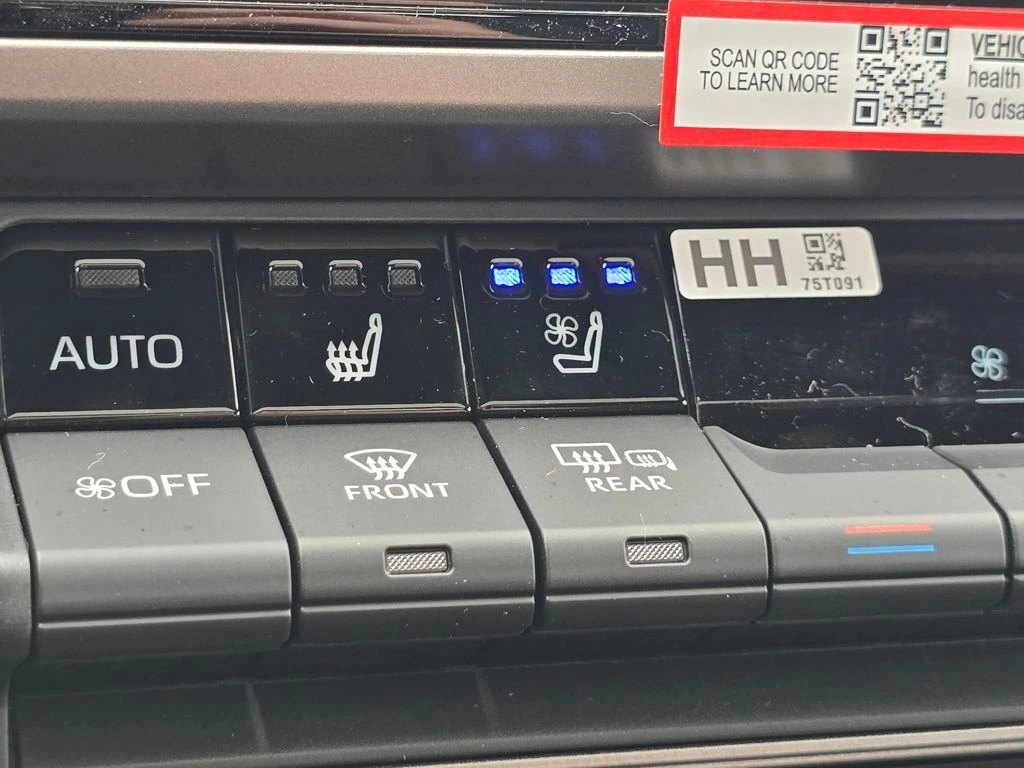 SCAN QR CODE
TO LEARN MORE
VEHIC
health
To disa
HH
75T091
AUTO
OFF
FRONT
REAR